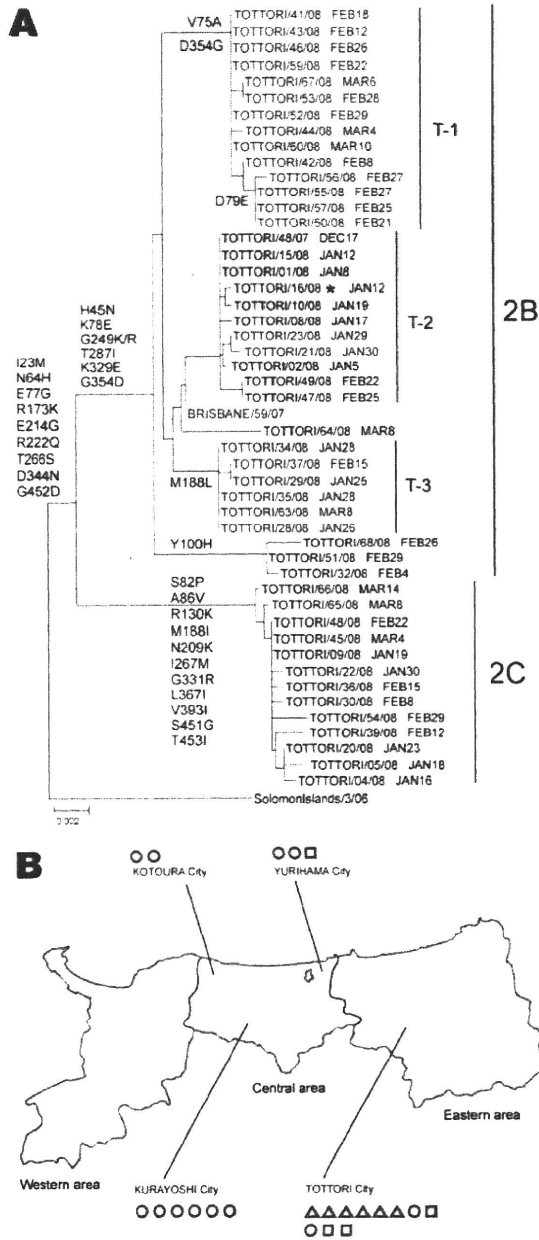 A
V75A
D354G
TOTTORI/41/08 FEB18
TOTTORI/43/08 FEB12
TOTTORI/46/08 FEB26
TOTTORI/59/08 FEB22
TOTTORI/67/08 MAR6
TOTTORI/53/08 FEB28
TOTTORI/52/08 FEB29
TOTTORI/44/08 MAR4
TOTTORI/60/08 MAR10
TOTTORI/42/08 FEB8
TOTTORI/56/08 FEB27
D79E
TOTTORI/55/08 FEB27
TOTTORI/57/08 FEB25
TOTTORI/50/08 FEB21
T-1
TOTTORI/48/07 DEC17
TOTTORI/15/08 JAN12
TOTTORI/01/08 JAN8
TOTTORI/16/08 ★ JAN12
TOTTORI/10/08 JAN19
TOTTORI/08/08 JAN17
TOTTORI/23/08 JAN29
TOTTORI/21/08 JAN30
TOTTORI/02/08 JAN5
TOTTORI/49/08 FEB22
TOTTORI/47/08 FEB25
T-2
2B
H45N
K78E
G249K/R
T287I
K329E
G354D
I23M
N64H
E77G
R173K
E214G
R222Q
T266S
D344N
G452D
BRISBANE/59/07
TOTTORI/64/08 MAR8
M188L
TOTTORI/34/08 JAN28
TOTTORI/37/08 FEB15
TOTTORI/29/08 JAN25
TOTTORI/35/08 JAN28
TOTTORI/63/08 MAR8
TOTTORI/28/08 JAN26
T-3
Y100H
TOTTORI/68/08 FEB26
TOTTORI/51/08 FEB29
TOTTORI/32/08 FEB4
S82P
A86V
R130K
M188I
N209K
I267M
G331R
L367I
V393I
S451G
T453I
TOTTORI/66/08 MAR14
TOTTORI/65/08 MAR8
TOTTORI/48/08 FEB22
TOTTORI/45/08 MAR4
TOTTORI/09/08 JAN19
TOTTORI/22/08 JAN30
TOTTORI/36/08 FEB15
TOTTORI/30/08 FEB8
TOTTORI/54/08 FEB29
TOTTORI/39/08 FEB12
TOTTORI/20/08 JAN23
TOTTORI/05/08 JAN18
TOTTORI/04/08 JAN16
2C
SolomonIslands/3/06
0.002
B
KOTOURA City
YURIHAMA City
Central area
Eastern area
Western area
KURAYOSHI City
TOTTORI City